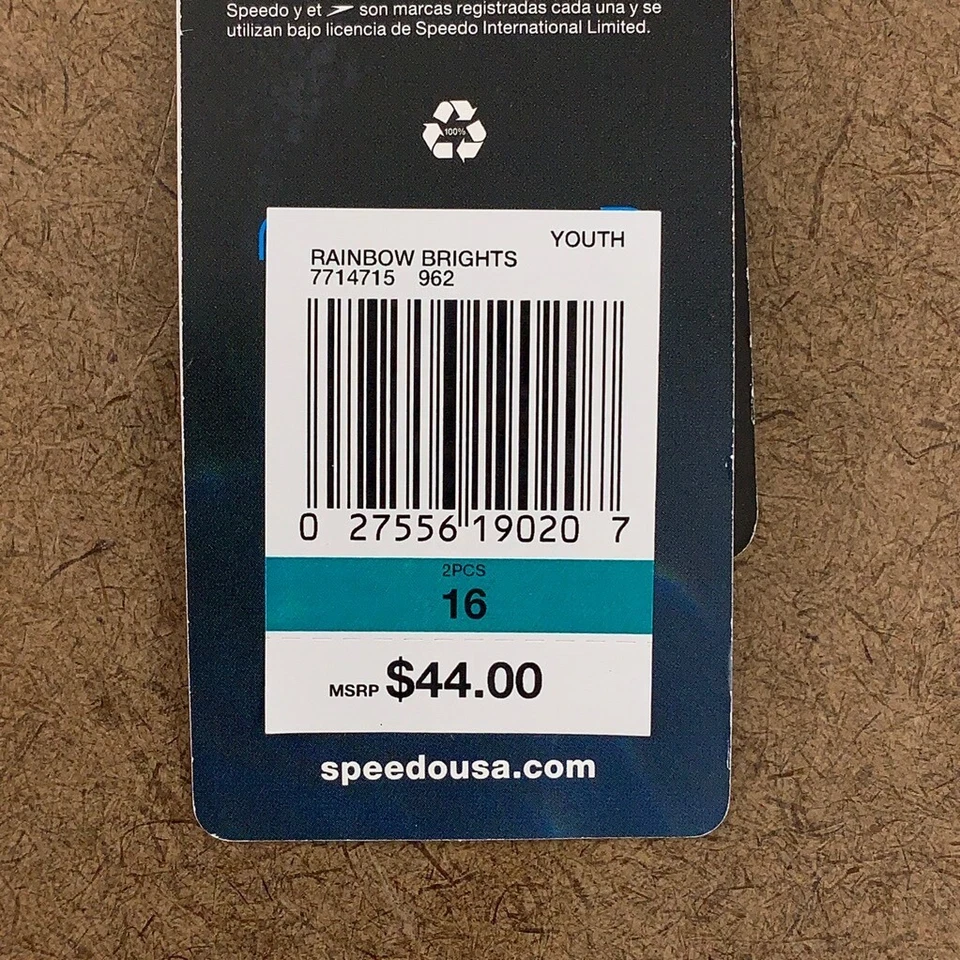 Speedo y et son marcas registradas cada una y se
utilizan bajo licencia de Speedo International Limited.
100%
YOUTH
RAINBOW BRIGHTS
7714715 962
0 27556 19020 7
2PCS
16
MSRP $44.00
speedousa.com